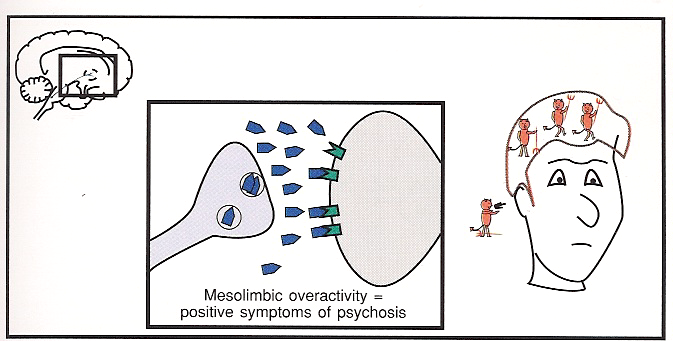 Mesolimbic overactivity =
positive symptoms of psychosis